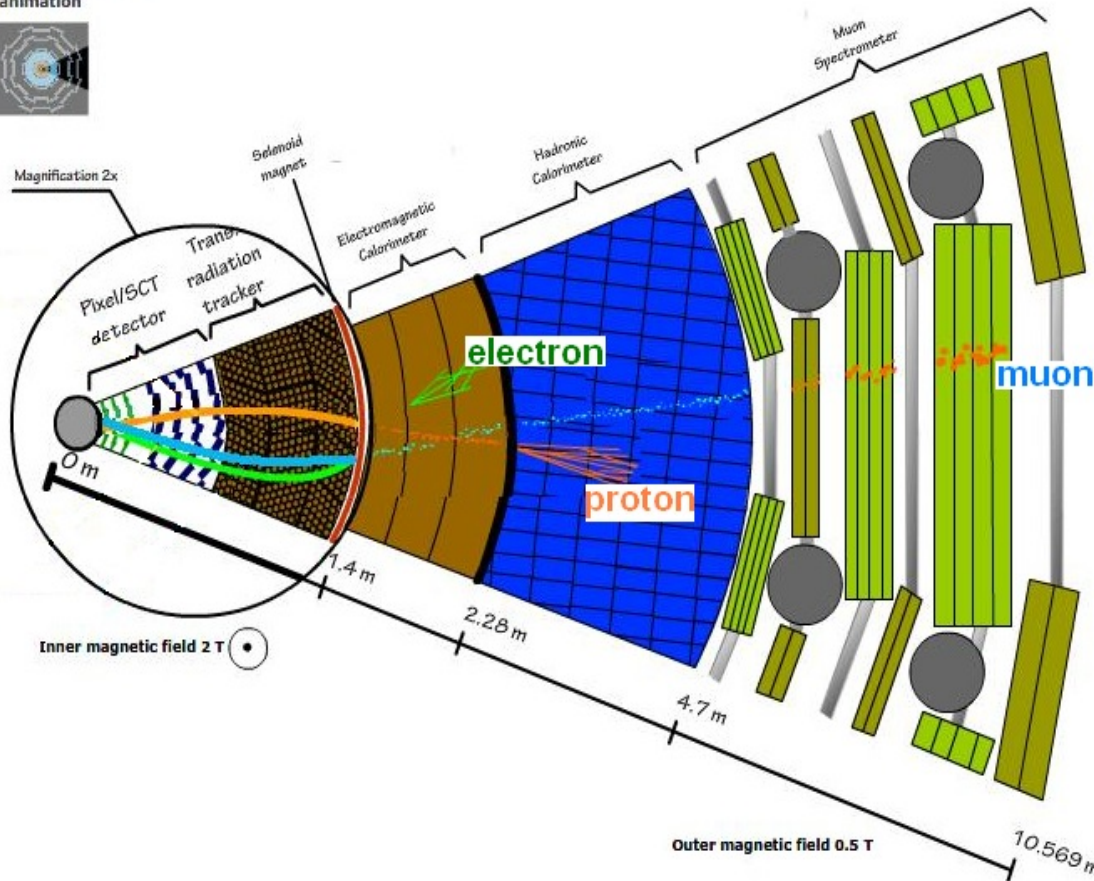 animation
Muon
Spectrometer
Selenoid
magnet
Hadronic
Calorimeter
Magnification 2x
Electromagnetic
Calorimeter
radiation
tracker
Pixel/SCT
detector
electron
muon
proton
0 m
1.4 m
2.28 m
4.7 m
10.569 m
Inner magnetic field 2 T
Outer magnetic field 0.5 T